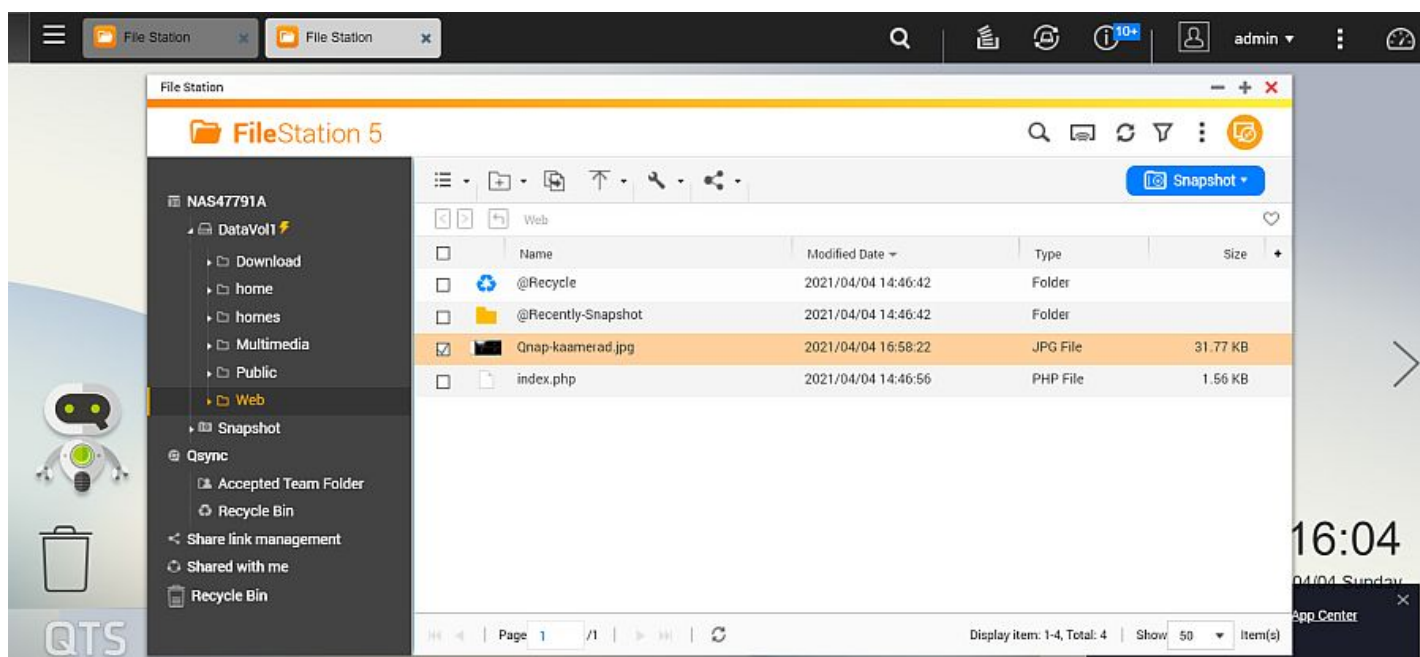 File Station
File Station
10+
admin
File Station
FileStation 5
Snapshot
NAS47791A
DataVol1
Download
home
homes
Multimedia
Public
Web
Snapshot
Qsync
Accepted Team Folder
Recycle Bin
Share link management
Shared with me
Recycle Bin
Web
Name Modified Date Type Size
@Recycle 2021/04/04 14:46:42 Folder
@Recently-Snapshot 2021/04/04 14:46:42 Folder
Qnap-kaamerad.jpg 2021/04/04 16:58:22 JPG File 31.77 KB
index.php 2021/04/04 14:46:56 PHP File 1.56 KB
Page 1 /1
Display item: 1-4, Total: 4 Show 50 Item(s)
16:04
04/04 Sunday
App Center
QTS